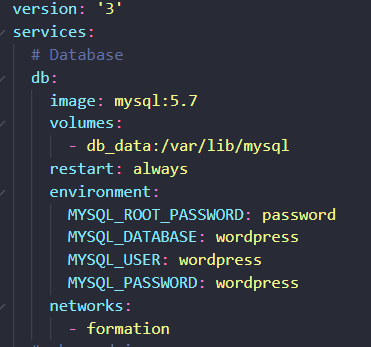 version: '3'
services:
  # Database
  db:
    image: mysql:5.7
    volumes:
      - db_data:/var/lib/mysql
    restart: always
    environment:
      MYSQL_ROOT_PASSWORD: password
      MYSQL_DATABASE: wordpress
      MYSQL_USER: wordpress
      MYSQL_PASSWORD: wordpress
    networks:
      - formation